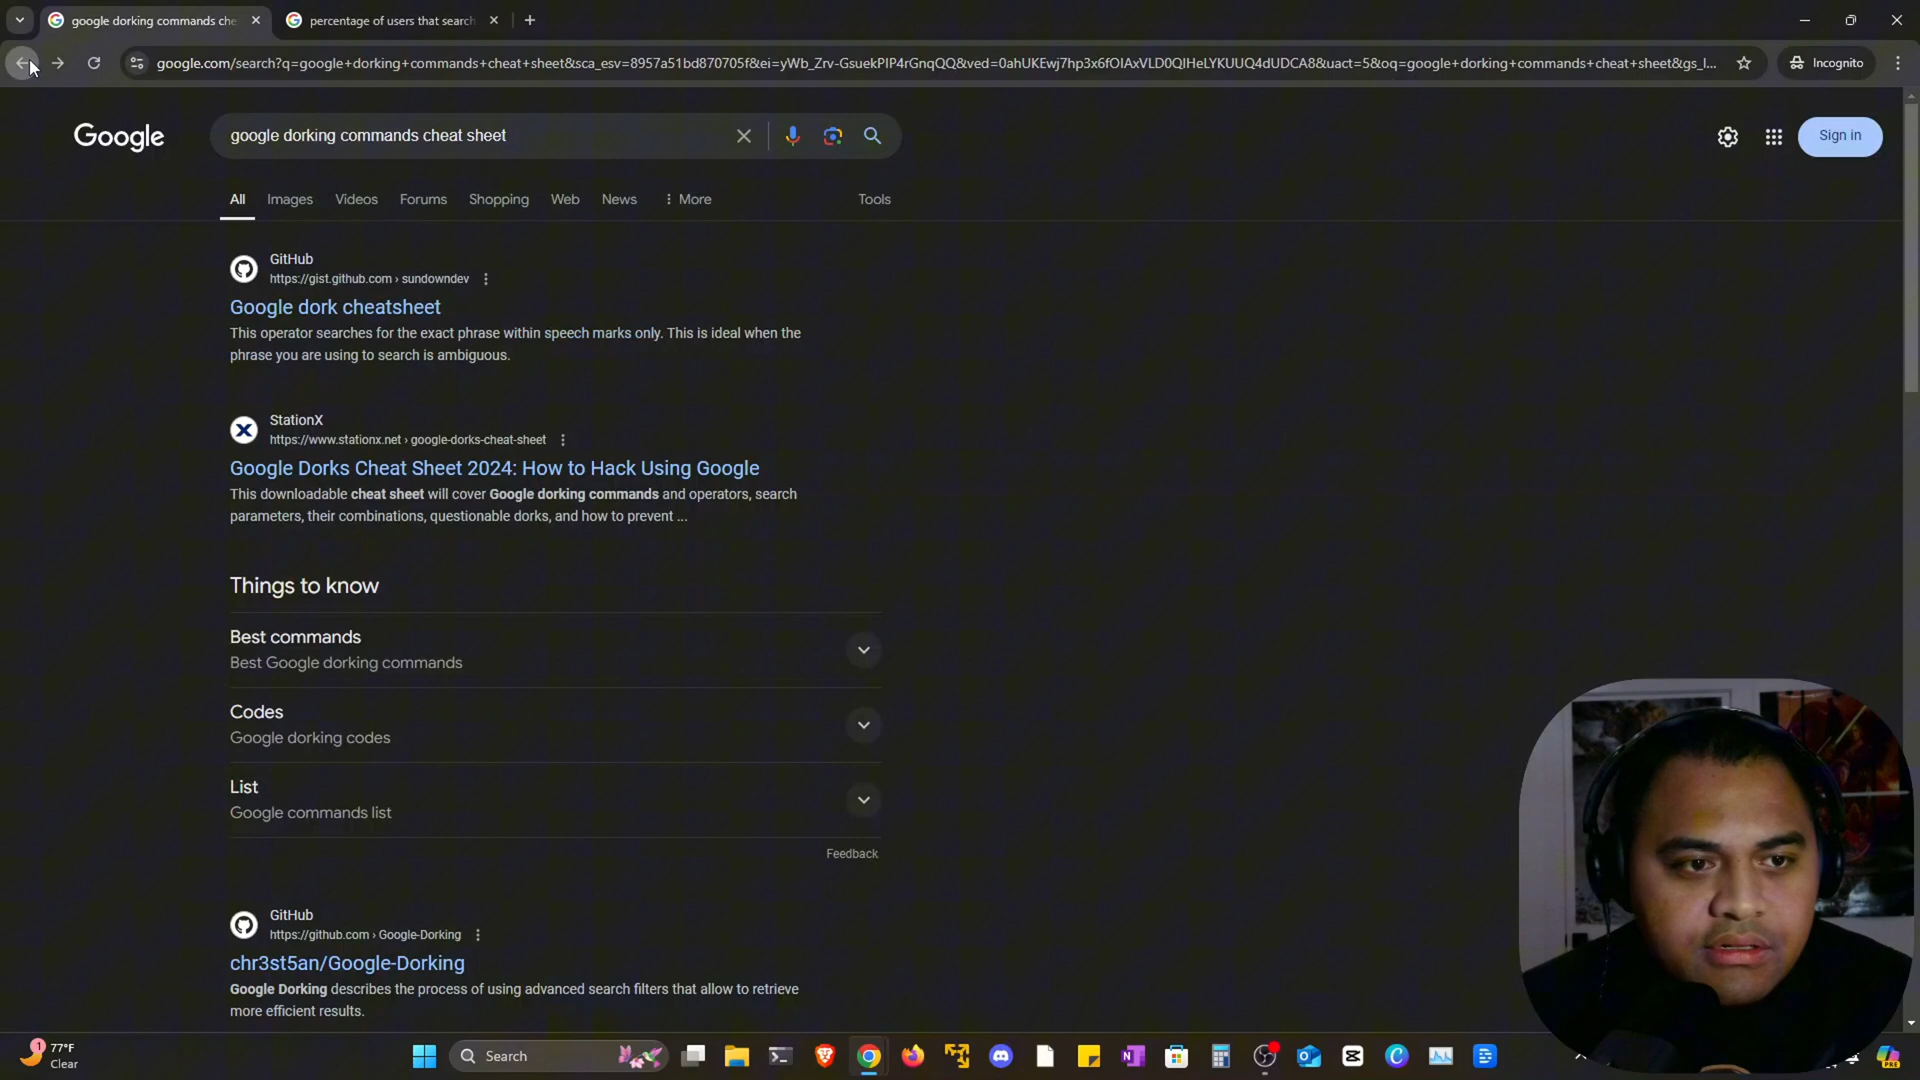 google dorking commands che
percentage of users that search
google.com/search?q=google+dorking+commands+cheat+sheet&sca_esv=8957a51bd870705f&ei=yWb_Zrv-GsuekPIP4rGnqQQ&ved=0ahUKEwj7hp3x6fOIAxVLD0QIHeLYKUUQ4dUDCA8&uact=5&oq=google+dorking+commands+cheat+sheet&gs_l...
Incognito
Google
google dorking commands cheat sheet
Sign in
All
Images
Videos
Forums
Shopping
Web
News
More
Tools
GitHub
https://gist.github.com › sundowndev
Google dork cheatsheet
This operator searches for the exact phrase within speech marks only. This is ideal when the
phrase you are using to search is ambiguous.
StationX
https://www.stationx.net › google-dorks-cheat-sheet
Google Dorks Cheat Sheet 2024: How to Hack Using Google
This downloadable cheat sheet will cover Google dorking commands and operators, search
parameters, their combinations, questionable dorks, and how to prevent ...
Things to know
Best commands
Best Google dorking commands
Codes
Google dorking codes
List
Google commands list
Feedback
GitHub
https://github.com › Google-Dorking
chr3st5an/Google-Dorking
Google Dorking describes the process of using advanced search filters that allow to retrieve
more efficient results.
1
77°F
Clear
Search
PRE